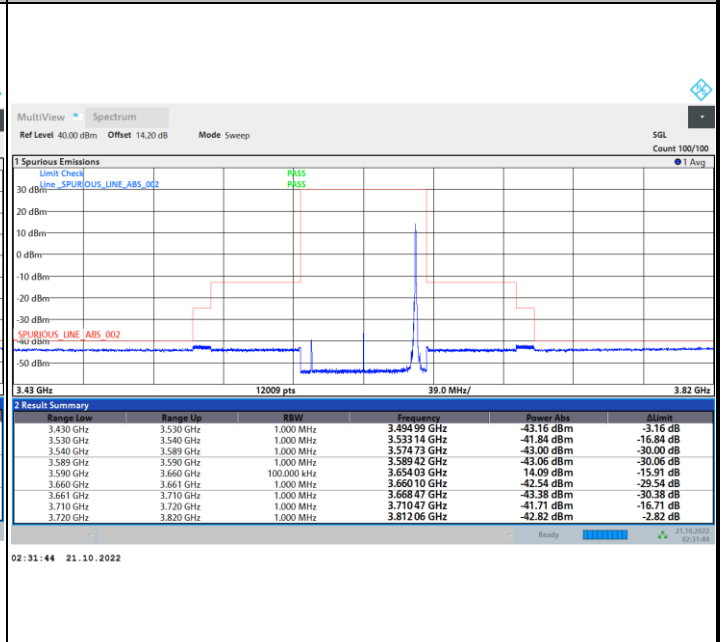 MultiView Spectrum
Ref Level 40.00 dBm Offset 14.20 dB Mode Sweep SGL
Count 100/100
1 Spurious Emissions 1 Avg
Limit Check PASS
Line _SPURIOUS_LINE_ABS_002 PASS
30 dBm
20 dBm
10 dBm
0 dBm
-10 dBm
-20 dBm
-30 dBm
SPURIOUS_LINE_ABS_002
-40 dBm
-50 dBm
3.43 GHz 12009 pts 39.0 MHz/ 3.82 GHz
2 Result Summary
Range Low Range Up RBW Frequency Power Abs ΔLimit
3.430 GHz 3.530 GHz 1.000 MHz 3.494 99 GHz -43.16 dBm -3.16 dB
3.530 GHz 3.540 GHz 1.000 MHz 3.533 14 GHz -41.84 dBm -16.84 dB
3.540 GHz 3.589 GHz 1.000 MHz 3.574 73 GHz -43.00 dBm -30.00 dB
3.589 GHz 3.590 GHz 1.000 MHz 3.589 42 GHz -43.06 dBm -30.06 dB
3.590 GHz 3.660 GHz 100.000 kHz 3.654 03 GHz 14.09 dBm -15.91 dB
3.660 GHz 3.661 GHz 1.000 MHz 3.660 10 GHz -42.54 dBm -29.54 dB
3.661 GHz 3.710 GHz 1.000 MHz 3.668 47 GHz -43.38 dBm -30.38 dB
3.710 GHz 3.720 GHz 1.000 MHz 3.710 47 GHz -41.71 dBm -16.71 dB
3.720 GHz 3.820 GHz 1.000 MHz 3.812 06 GHz -42.82 dBm -2.82 dB
Ready 21.10.2022
02:31:44
02:31:44 21.10.2022